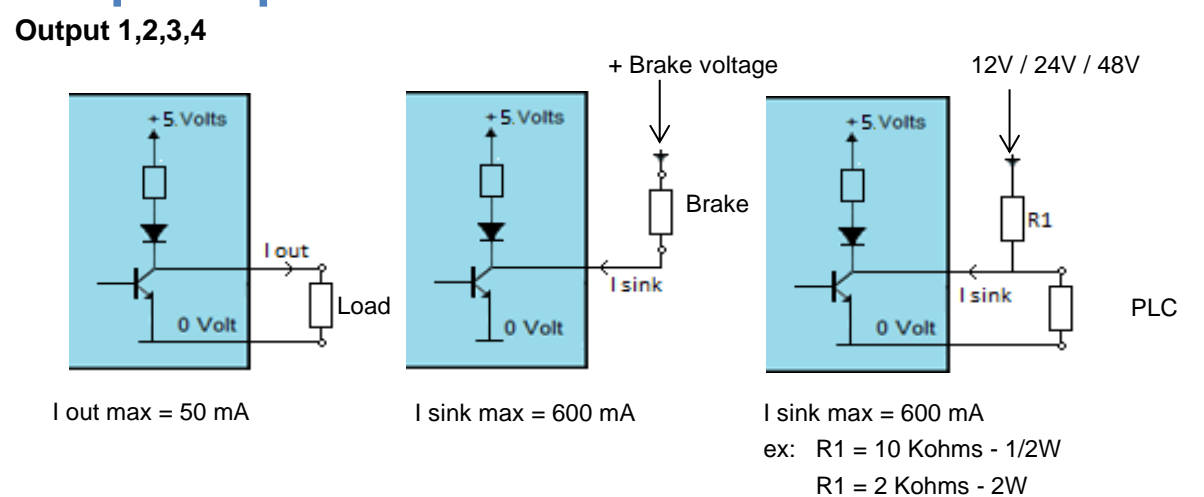 Output 1,2,3,4
+ Brake voltage
12V / 24V / 48V
+ 5.Volts
I out
Load
0 Volt
+ 5.Volts
Brake
I sink
0 Volt
+ 5.Volts
R1
I sink
PLC
0 Volt
I out max = 50 mA
I sink max = 600 mA
I sink max = 600 mA
ex: R1 = 10 Kohms - 1/2W
R1 = 2 Kohms - 2W